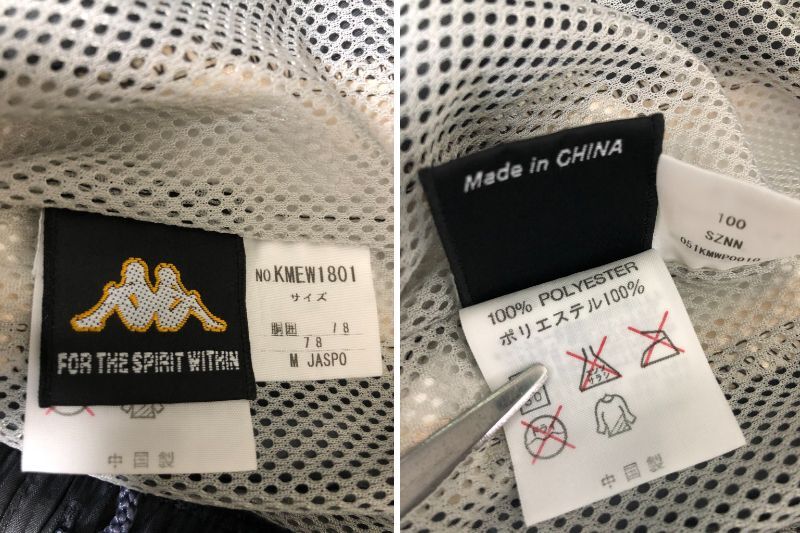 FOR THE SPIRIT WITHIN
NO KMEW1801
サイズ
胴囲 78
78
M JASPO
中国製
Made in CHINA
100
SZNN
100% POLYESTER
ポリエステル100%
中国製